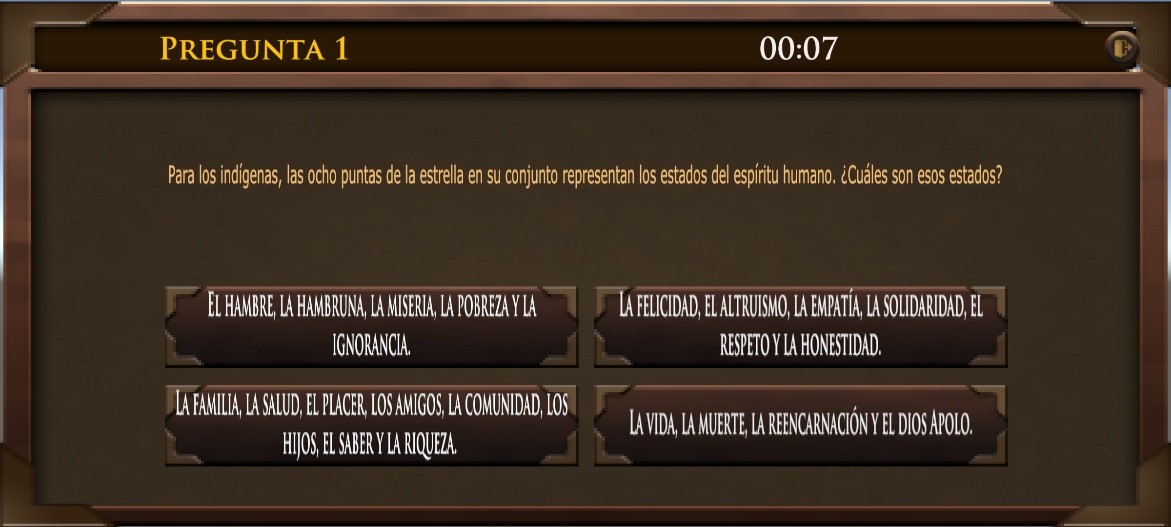 Pregunta 1
00:07
Para los indígenas, las ocho puntas de la estrella en su conjunto representan los estados del espíritu humano. ¿Cuáles son esos estados?
El hambre, la hambruna, la miseria, la pobreza y la
ignorancia.
La felicidad, el altruismo, la empatía, la solidaridad, el
respeto y la honestidad.
La familia, la salud, el placer, los amigos, la comunidad, los
hijos, el saber y la riqueza.
La vida, la muerte, la reencarnación y el dios Apolo.